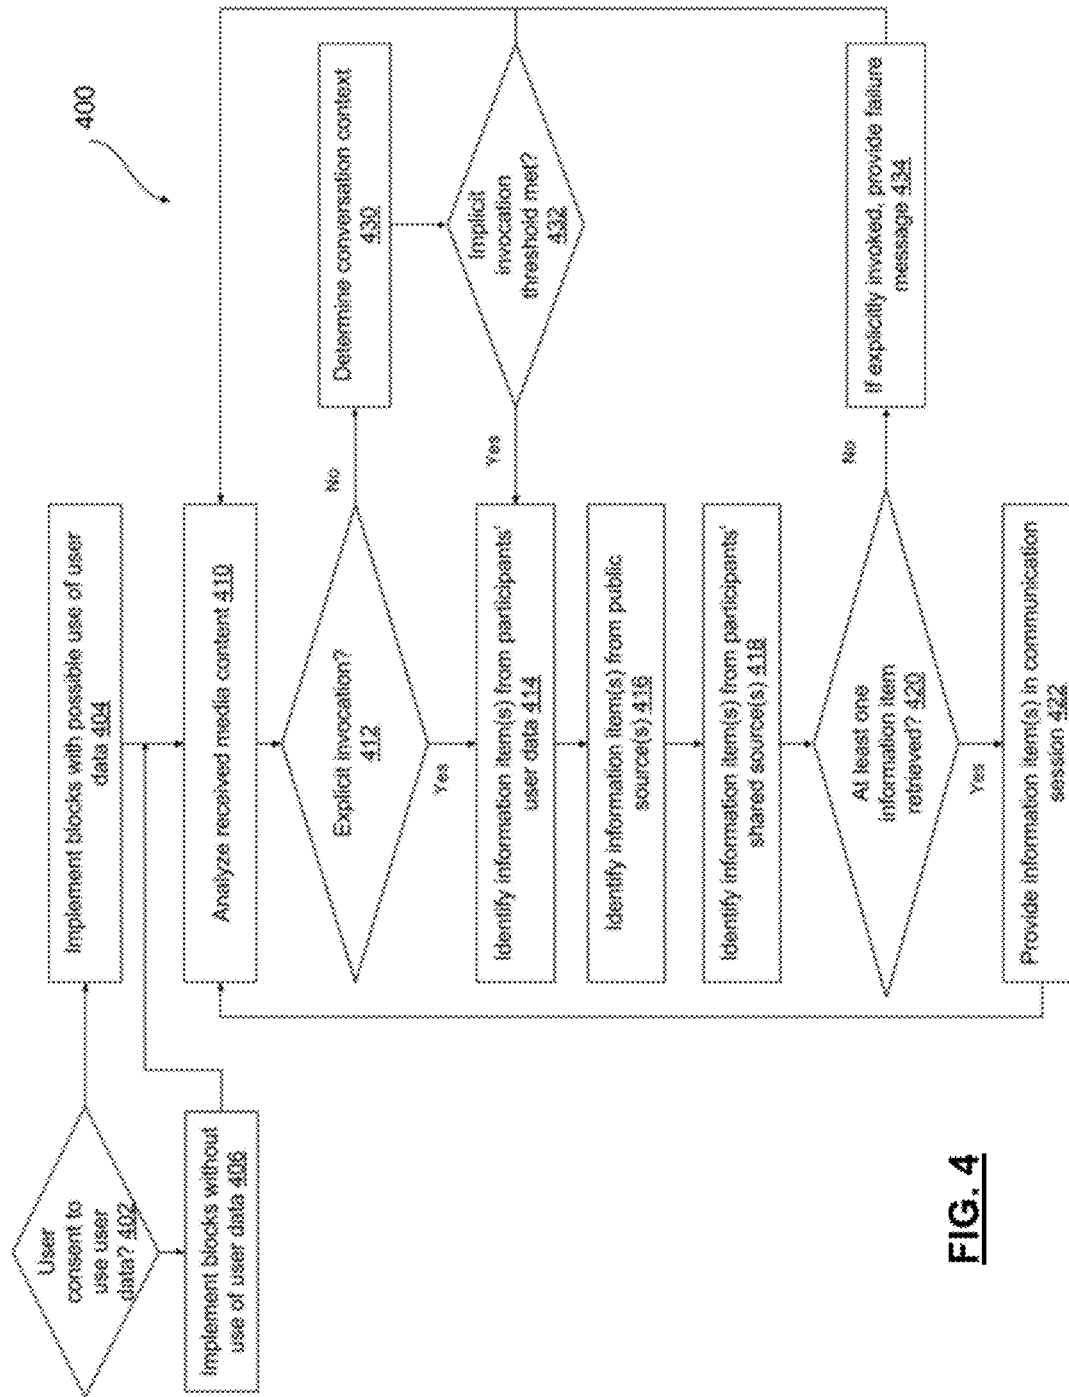 400
User
consent to
use user
data? 402
Implement blocks with possible use of user
data 404
Implement blocks without
use of user data 406
Analyze received media content 410
Explicit invocation?
412
No
Determine conversation context
430
Implicit
invocation
threshold met?
432
Yes
Yes
Identify information item(s) from participants'
user data 414
Identify information item(s) from public
source(s) 416
Identify information item(s) from participants'
shared source(s) 418
At least one
information item
retrieved? 420
No
If explicitly invoked, provide failure
message 434
Yes
Provide information item(s) in communication
session 422
FIG. 4